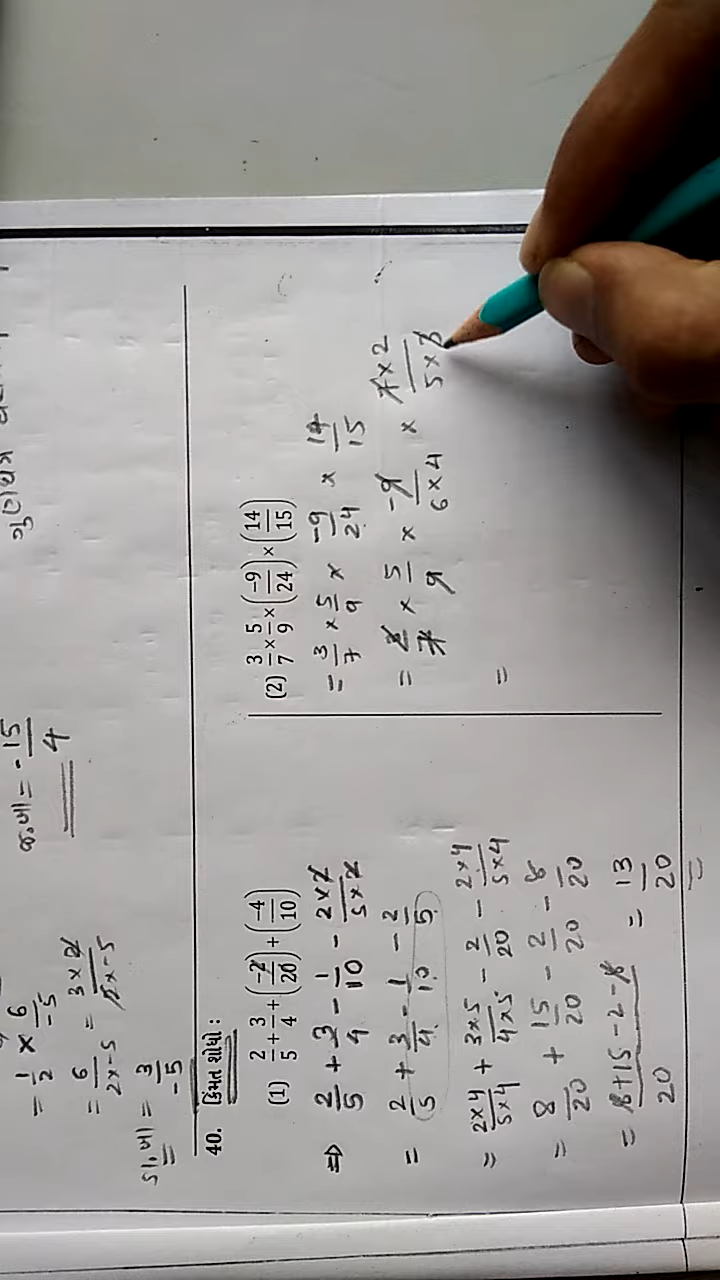 ગુણાકાર
= 1/2 × 6/-5
= 6/2×-5 = 3×2/2×-5
ડા.બા = 3/-5
જ.બા = -15/4
40. કિંમત શોધો :
(1) 2/5 + 3/4 + (-2/20) + (-4/10)
⇒ 2/5 + 3/4 - 1/10 - 2×2/5×2
= 2/5 + 3/4 - 1/10 - 2/5
= 2×4/5×4 + 3×5/4×5 - 2/20 - 2×4/5×4
= 8/20 + 15/20 - 2/20 - 8/20
= 8+15-2-8/20 = 13/20
(2) 3/7 × 5/9 × (-9/24) × (14/15)
= 3/7 × 5/9 × -9/24 × 14/15
= 3/7 × 5/9 × -9/6×4 × 7×2/5×3
=